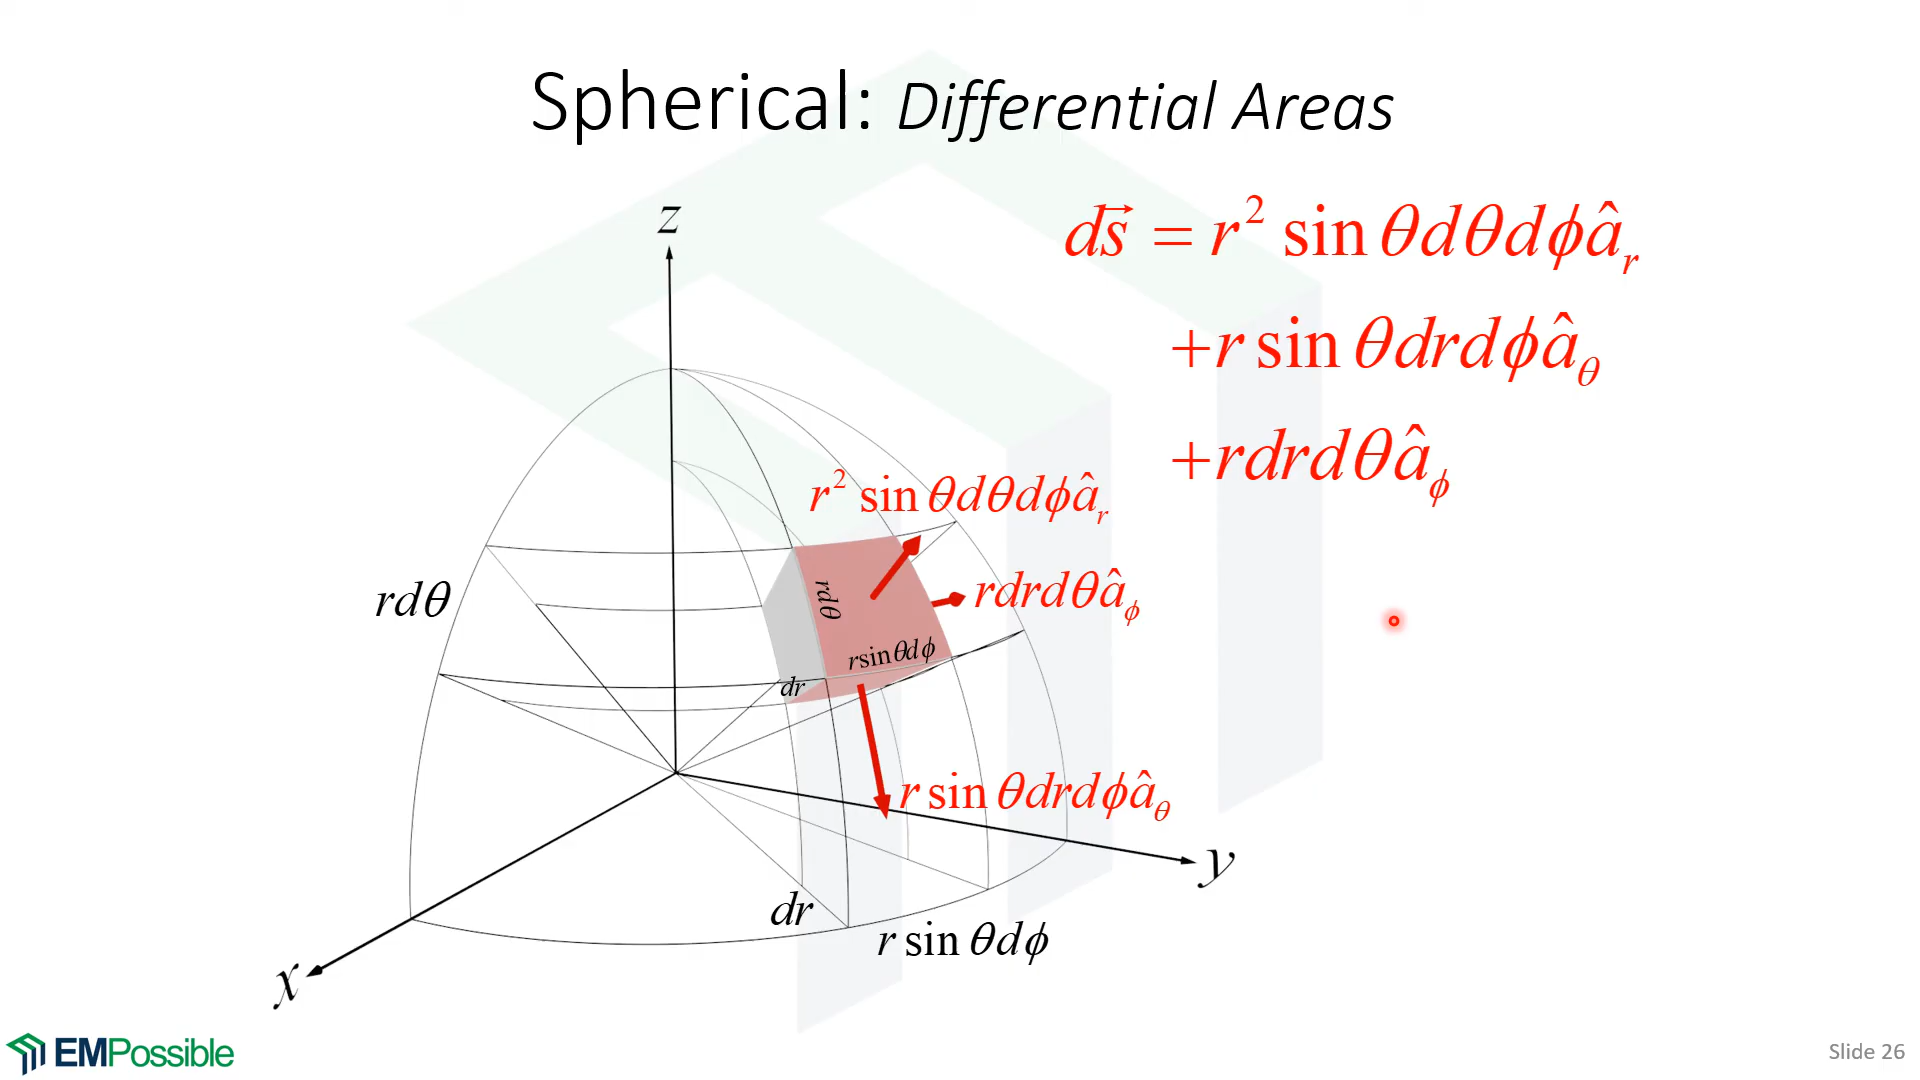 Spherical: Differential Areas
z
ds⃗ = r² sin θdθdϕâ_r
+r sin θdrdϕâ_θ
+rdrdθâ_ϕ
r² sin θdθdϕâ_r
rdθ
rdθ
rdrdθâ_ϕ
r sin θdϕ
dr
r sin θdrdϕâ_θ
y
dr
r sin θdϕ
x
EMPossible
Slide 26